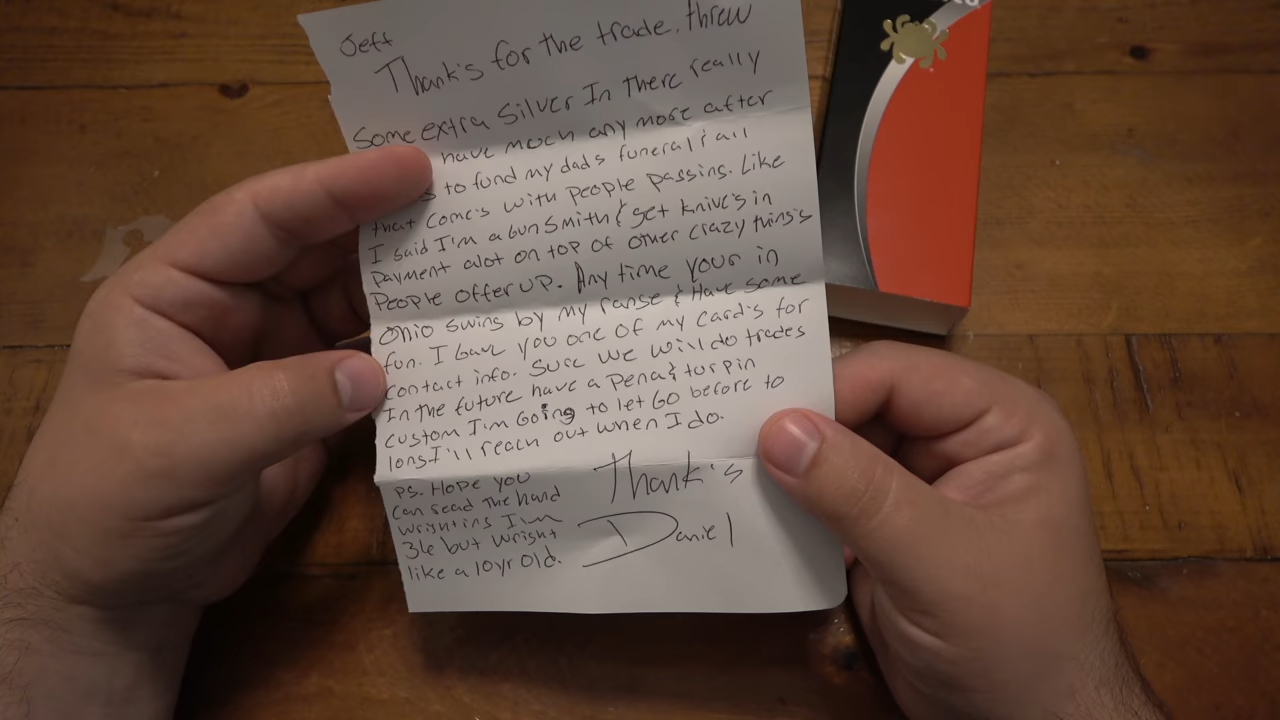 Jeff
Thank's for the trade, threw
Some extra Silver In there really
have much any more after
to fund my dads funeral & all
that come's with people passing. Like
I said I'm a Gun Smith & get knive's in
payment alot on top of other crazy thing's
People offer up. Any time your in
Ohio swing by my range & Have some
fun. I Gave you one of my card's for
contact info. Sure we will do trades
In the future have a Pena & turpin
custom I'm Going to let Go before to
long I'll reach out when I do.
Thank's
Daniel
PS. Hope you
can read the hand
wrighting I'm
36 but wright
like a 10yr old.